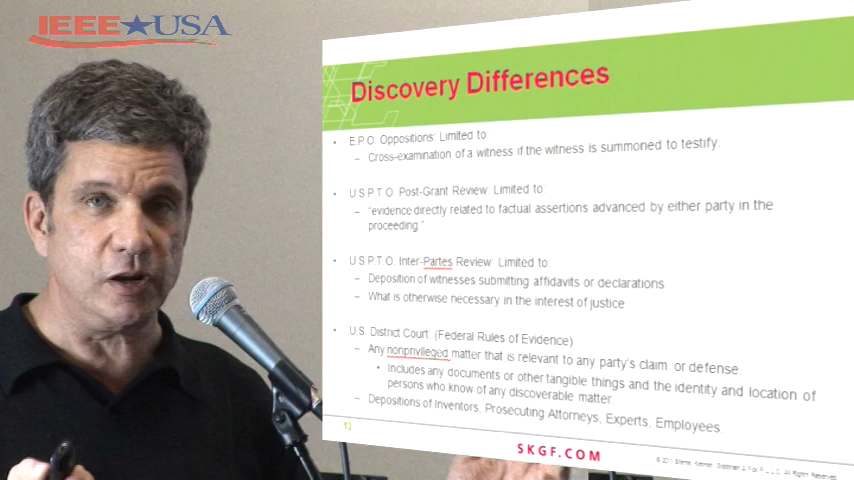 IEEE★USA
Discovery Differences
• E.P.O. Oppositions: Limited to
– Cross-examination of a witness if the witness is summoned to testify.
• U.S.P.T.O. Post-Grant Review: Limited to:
– "evidence directly related to factual assertions advanced by either party in the
proceeding."
• U.S.P.T.O. Inter-Partes Review: Limited to:
– Deposition of witnesses submitting affidavits or declarations
– What is otherwise necessary in the interest of justice
• U.S. District Court: (Federal Rules of Evidence)
– Any nonprivileged matter that is relevant to any party's claim or defense
• Includes any documents or other tangible things and the identity and location of
persons who know of any discoverable matter
– Depositions of Inventors, Prosecuting Attorneys, Experts, Employees.
13
SKGF.COM
All Rights Reserved